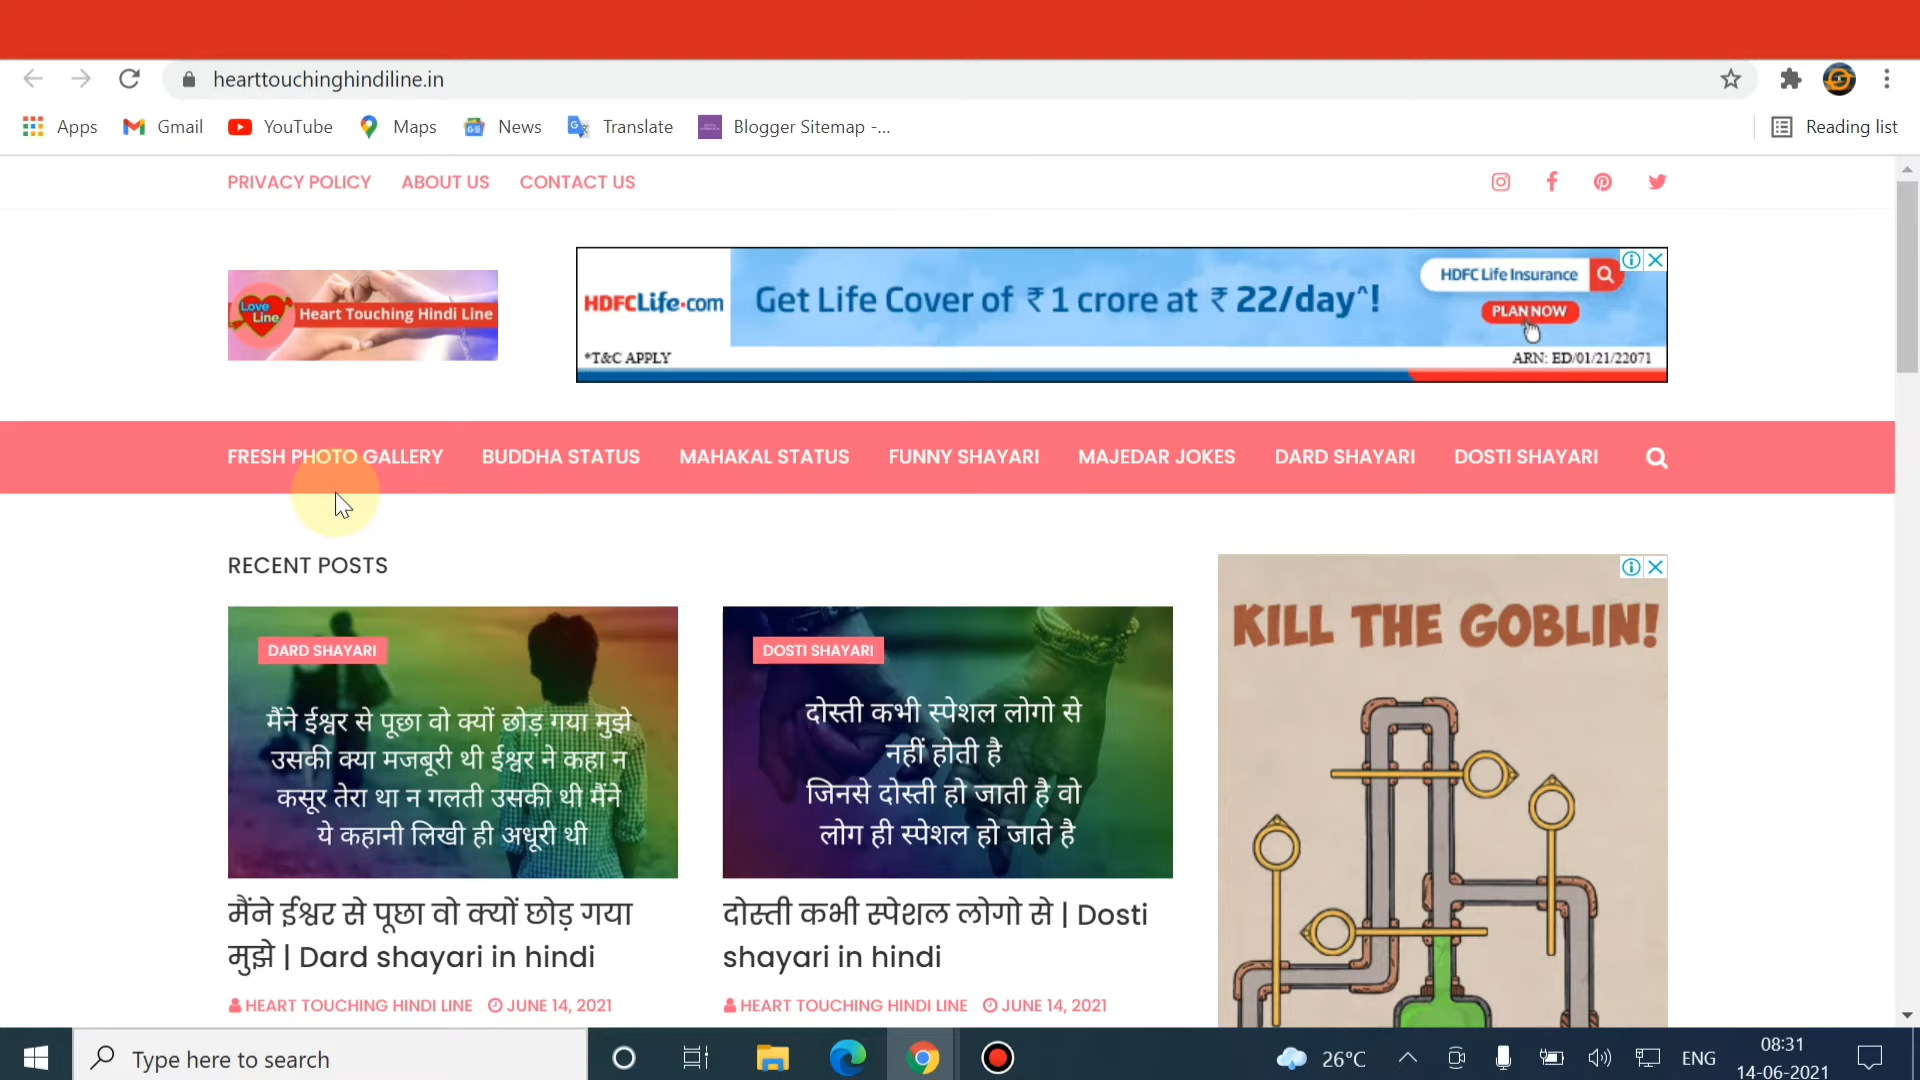 hearttouchinghindiline.in
Apps Gmail YouTube Maps News Translate Blogger Sitemap -... Reading list
PRIVACY POLICY ABOUT US CONTACT US
Love Line Heart Touching Hindi Line
HDFCLife.com Get Life Cover of ₹ 1 crore at ₹ 22/day^! HDFC Life Insurance
PLAN NOW
*T&C APPLY ARN: ED/01/21/22071
FRESH PHOTO GALLERY BUDDHA STATUS MAHAKAL STATUS FUNNY SHAYARI MAJEDAR JOKES DARD SHAYARI DOSTI SHAYARI
RECENT POSTS
DARD SHAYARI
मैंने ईश्वर से पूछा वो क्यों छोड़ गया मुझे
उसकी क्या मजबूरी थी ईश्वर ने कहा न
कसूर तेरा था न गलती उसकी थी मैंने
ये कहानी लिखी ही अधूरी थी
मैंने ईश्वर से पूछा वो क्यों छोड़ गया
मुझे | Dard shayari in hindi
HEART TOUCHING HINDI LINE JUNE 14, 2021
DOSTI SHAYARI
दोस्ती कभी स्पेशल लोगो से
नहीं होती है
जिनसे दोस्ती हो जाती है वो
लोग ही स्पेशल हो जाते है
दोस्ती कभी स्पेशल लोगो से | Dosti
shayari in hindi
HEART TOUCHING HINDI LINE JUNE 14, 2021
KILL THE GOBLIN!
Type here to search
26°C
ENG
08:31
14-06-2021